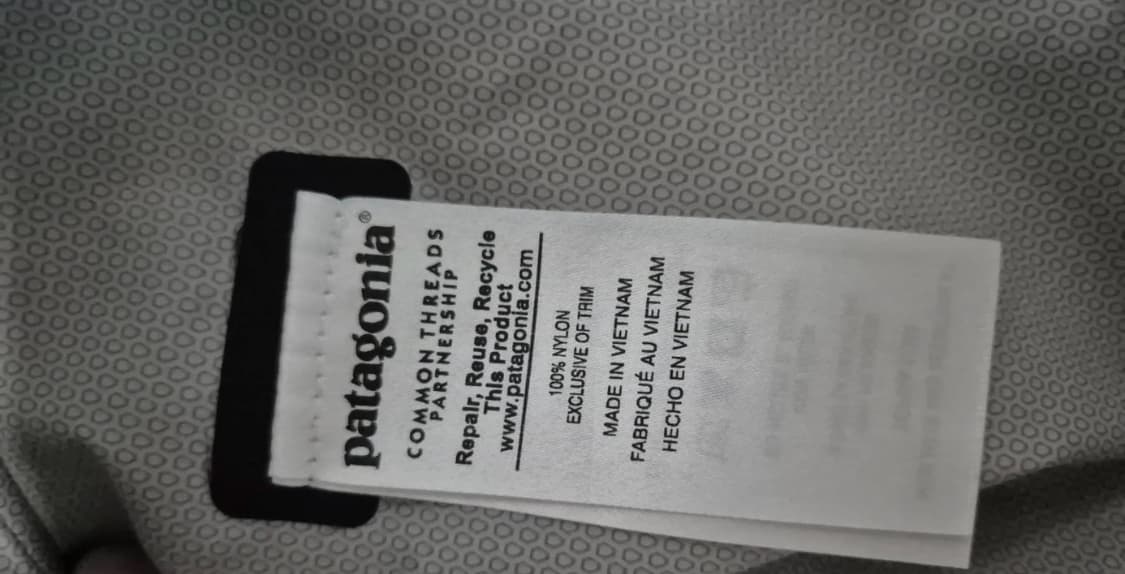 patagonia®
COMMON THREADS
PARTNERSHIP
Repair, Reuse, Recycle
This Product
www.patagonia.com
100% NYLON
EXCLUSIVE OF TRIM
MADE IN VIETNAM
FABRIQUÉ AU VIETNAM
HECHO EN VIETNAM